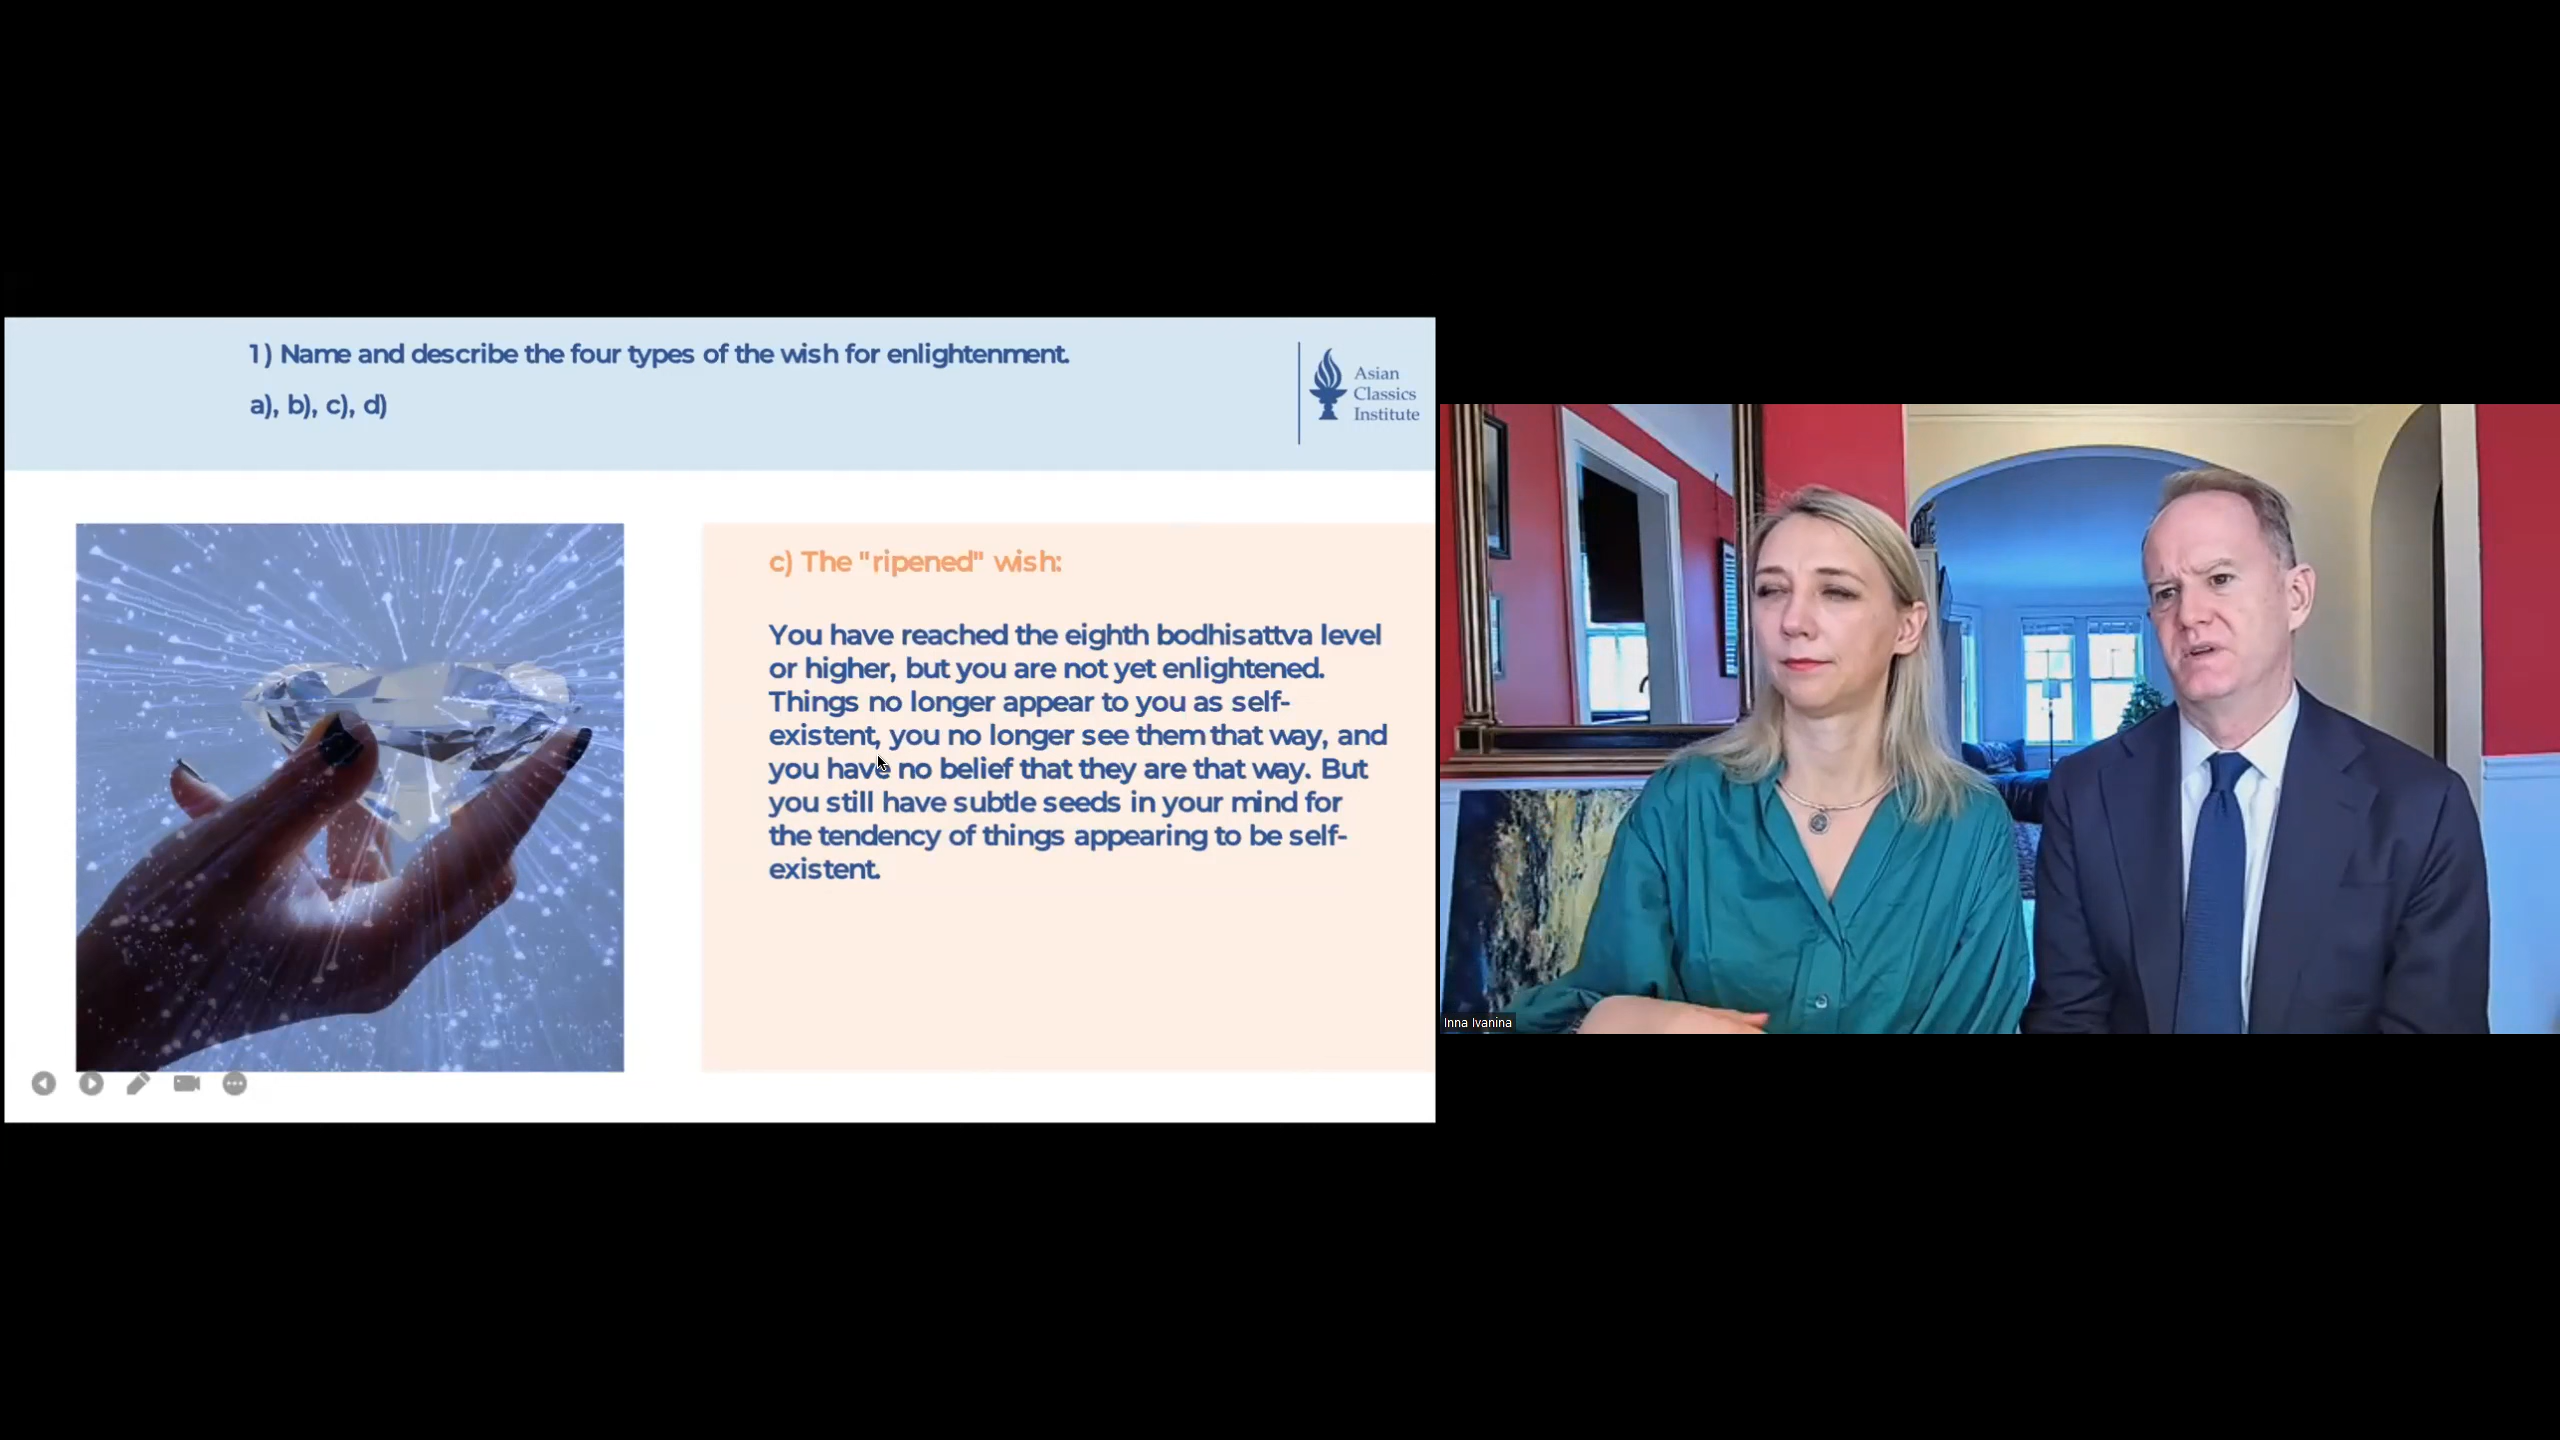 1) Name and describe the four types of the wish for enlightenment.
a), b), c), d)
Asian
Classics
Institute
c) The "ripened" wish:
You have reached the eighth bodhisattva level
or higher, but you are not yet enlightened.
Things no longer appear to you as self-
existent, you no longer see them that way, and
you have no belief that they are that way. But
you still have subtle seeds in your mind for
the tendency of things appearing to be self-
existent.
Inna Ivanina